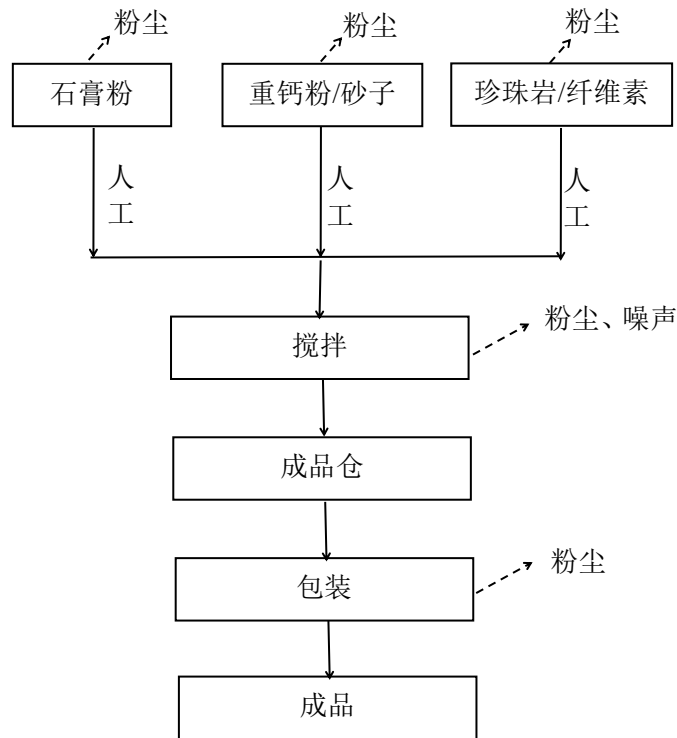 粉尘
粉尘
粉尘
石膏粉
重钙粉/砂子
珍珠岩/纤维素
人工
人工
人工
粉尘、噪声
搅拌
成品仓
粉尘
包装
成品